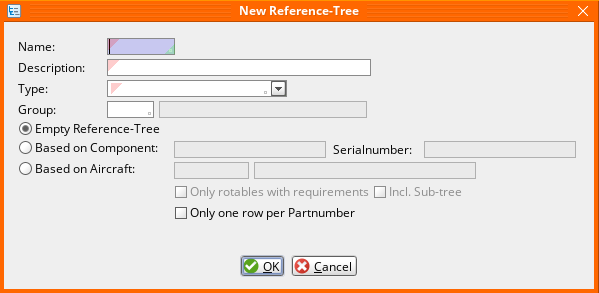 New Reference-Tree
Name:
Description:
Type:
Group:
Empty Reference-Tree
Based on Component: Serialnumber:
Based on Aircraft:
Only rotables with requirements Incl. Sub-tree
Only one row per Partnumber
OK Cancel